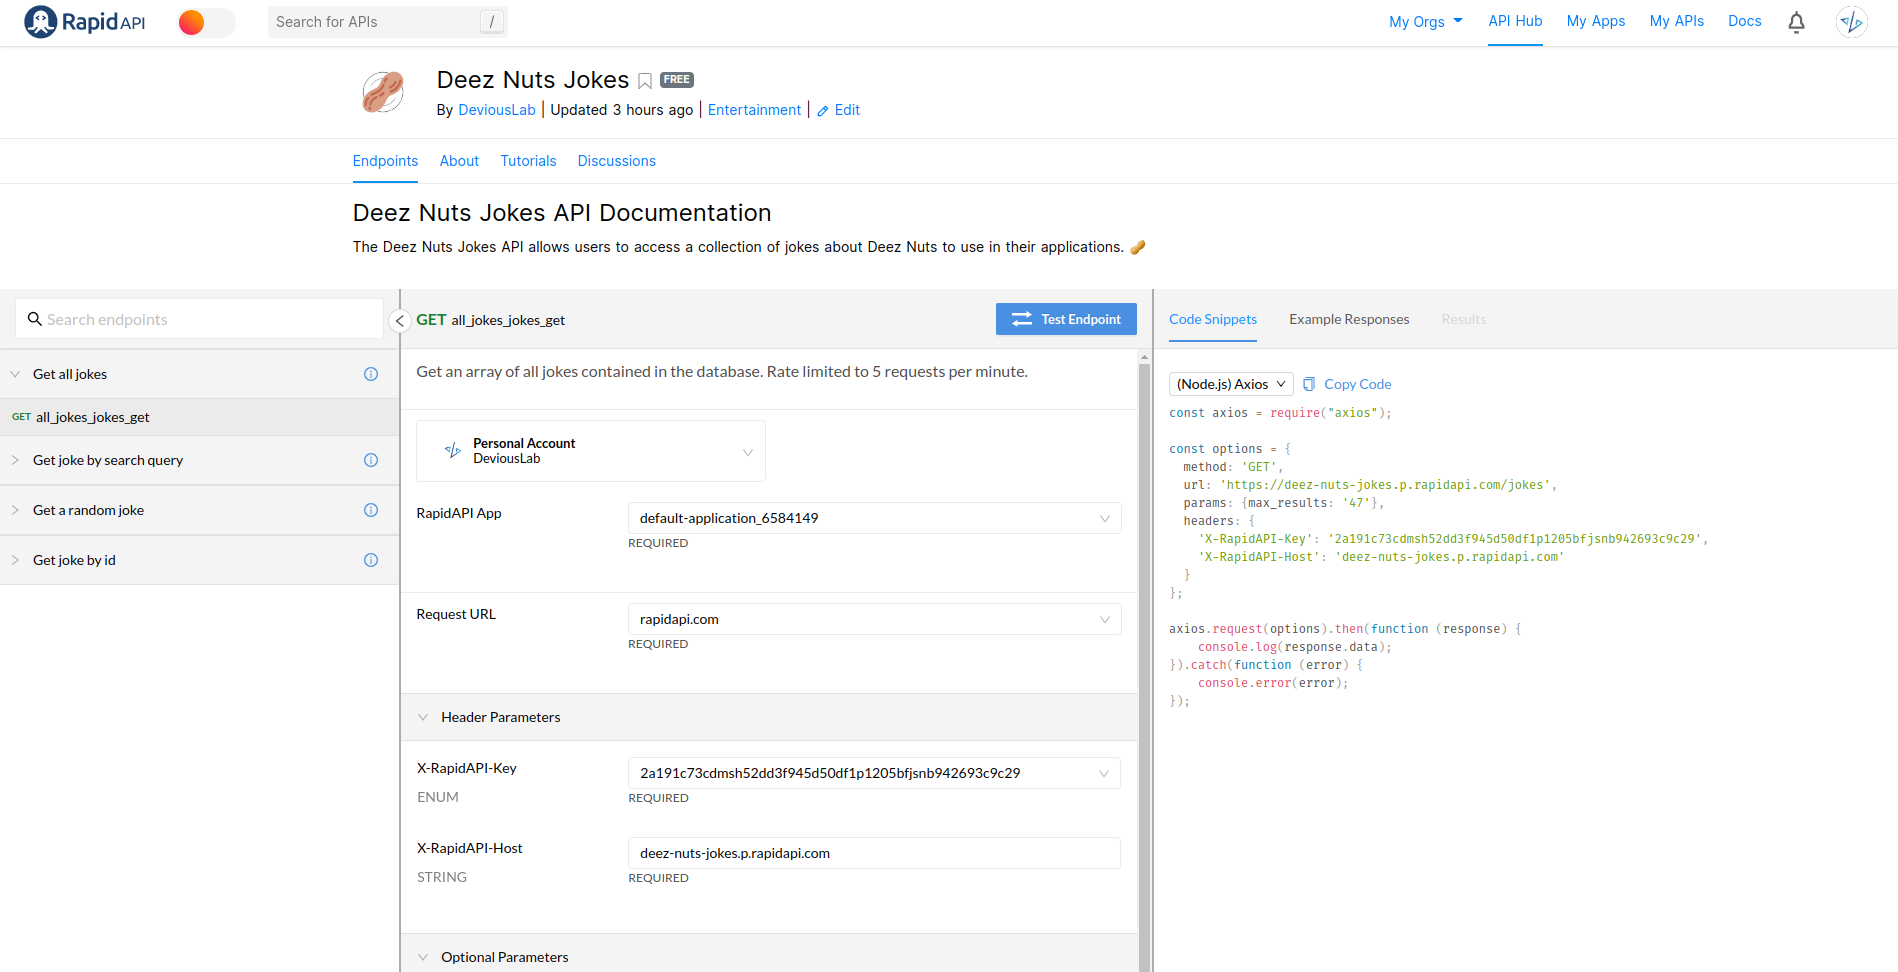 RapidAPI
Search for APIs /
My Orgs API Hub My Apps My APIs Docs
Deez Nuts Jokes FREE
By DeviousLab | Updated 3 hours ago | Entertainment | Edit
Endpoints About Tutorials Discussions
Deez Nuts Jokes API Documentation
The Deez Nuts Jokes API allows users to access a collection of jokes about Deez Nuts to use in their applications. 🥜
Search endpoints
Get all jokes
GET all_jokes_jokes_get
Get joke by search query
Get a random joke
Get joke by id
GET all_jokes_jokes_get
Test Endpoint
Get an array of all jokes contained in the database. Rate limited to 5 requests per minute.
Personal Account
DeviousLab
RapidAPI App
default-application_6584149
REQUIRED
Request URL
rapidapi.com
REQUIRED
Header Parameters
X-RapidAPI-Key
ENUM
2a191c73cdmsh52dd3f945d50df1p1205bfjsnb942693c9c29
REQUIRED
X-RapidAPI-Host
STRING
deez-nuts-jokes.p.rapidapi.com
REQUIRED
Optional Parameters
Code Snippets Example Responses Results
(Node.js) Axios Copy Code
const axios = require("axios");
const options = {
method: 'GET',
url: 'https://deez-nuts-jokes.p.rapidapi.com/jokes',
params: {max_results: '47'},
headers: {
'X-RapidAPI-Key': '2a191c73cdmsh52dd3f945d50df1p1205bfjsnb942693c9c29',
'X-RapidAPI-Host': 'deez-nuts-jokes.p.rapidapi.com'
}
};
axios.request(options).then(function (response) {
console.log(response.data);
}).catch(function (error) {
console.error(error);
});